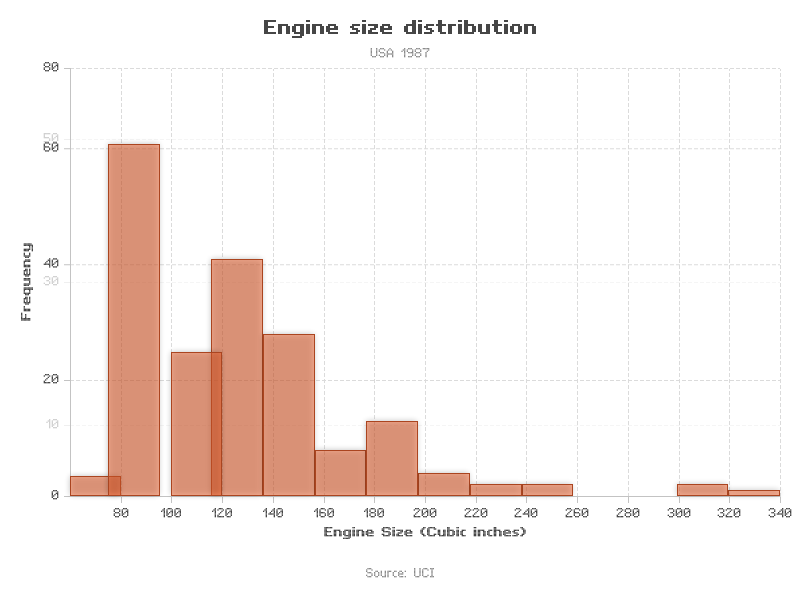 Engine size distribution
USA 1987
80
50
60
40
30
20
10
0
Frequency
80 100 120 140 160 180 200 220 240 260 280 300 320 340
Engine Size (Cubic inches)
Source: UCI